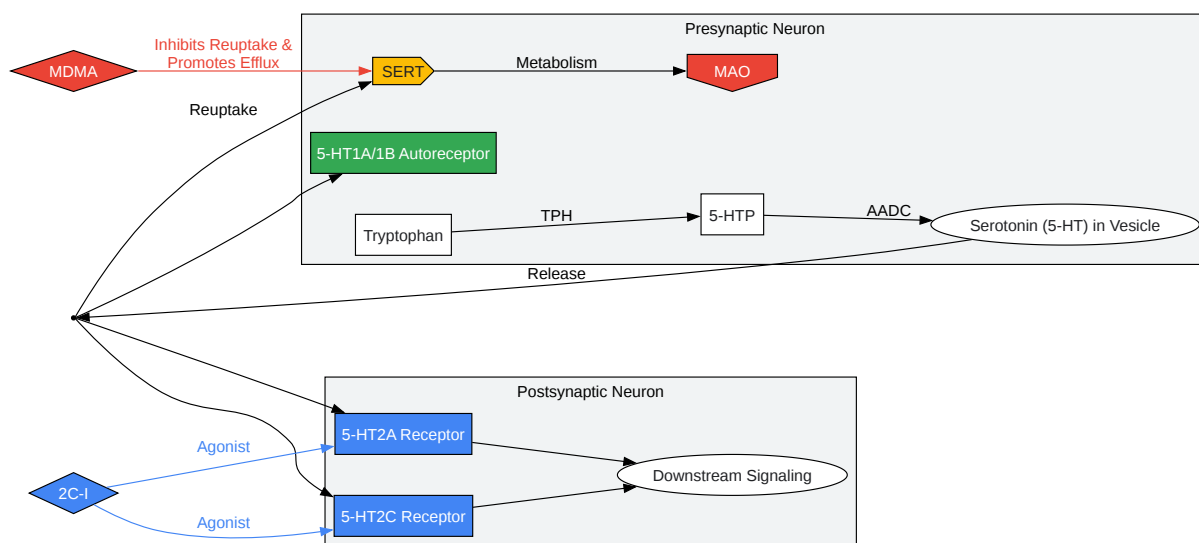 Presynaptic Neuron
Inhibits Reuptake &
Promotes Efflux
MDMA
SERT
Metabolism
MAO
Reuptake
5-HT1A/1B Autoreceptor
Tryptophan
TPH
5-HTP
AADC
Serotonin (5-HT) in Vesicle
Release
Postsynaptic Neuron
5-HT2A Receptor
Agonist
Downstream Signaling
2C-I
5-HT2C Receptor
Agonist